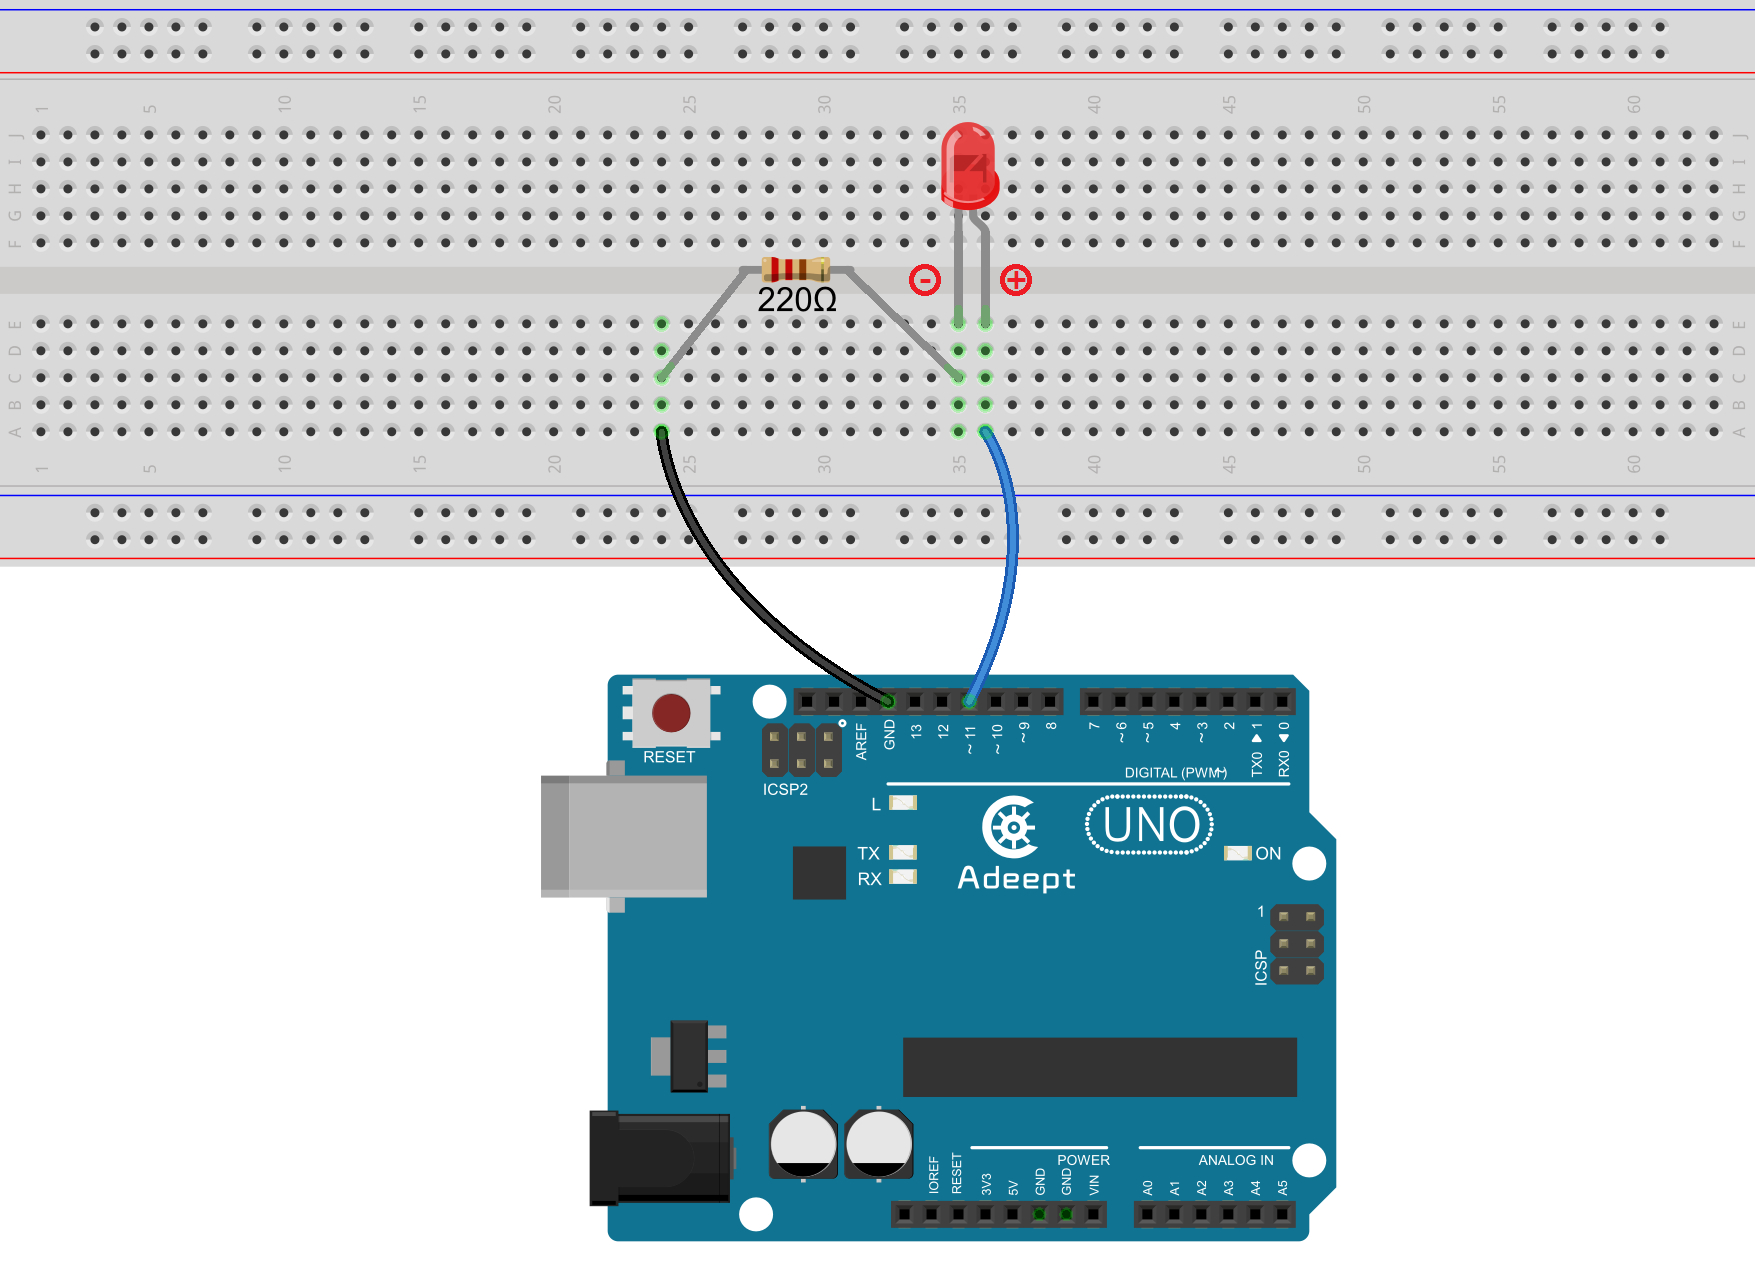 1 5 10 15 20 25 30 35 40 45 50 55 60
J J
I I
H H
G G
F F
- +
220Ω
E E
D D
C C
B B
A A
1 5 10 15 20 25 30 35 40 45 50 55 60
RESET
AREF GND 13 12 ~11 ~10 ~9 8 7 ~6 ~5 4 ~3 2 TX0▶1 RX0◀0
ICSP2
DIGITAL (PWM~)
L
UNO
TX
ON
RX
Adeept
1
ICSP
POWER
ANALOG IN
IOREF RESET 3V3 5V GND GND VIN A0 A1 A2 A3 A4 A5